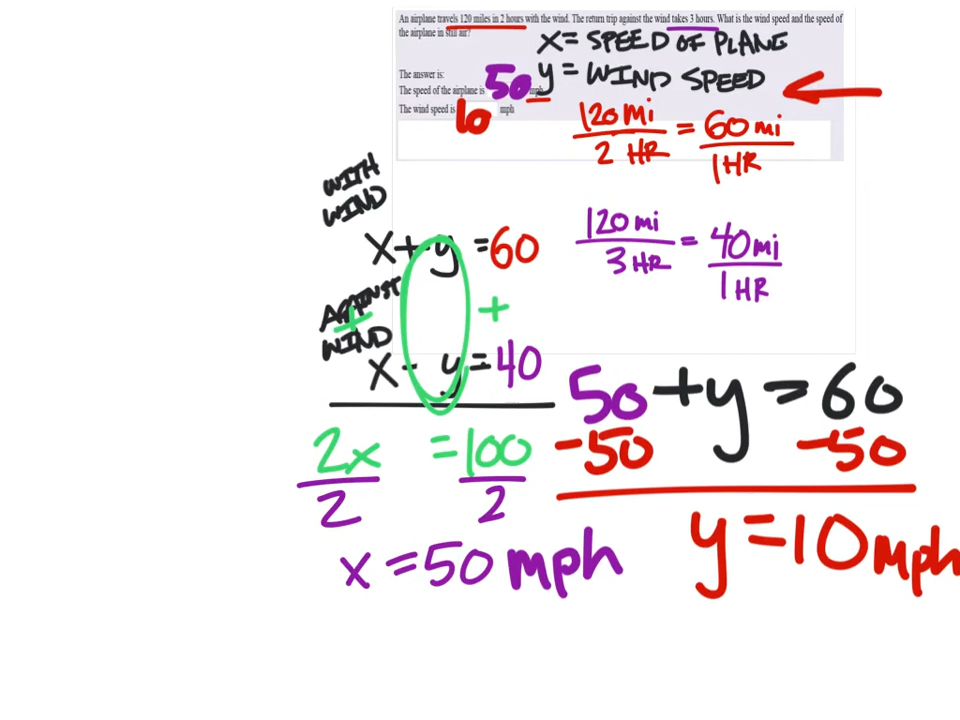 An airplane travels 120 miles in 2 hours with the wind. The return trip against the wind takes 3 hours. What is the wind speed and the speed of
the airplane in still air?
X = SPEED OF PLANE
y = WIND SPEED
The answer is:
The speed of the airplane is 50 mph
The wind speed is 10 mph
120 Mi / 2 HR = 60 mi / 1 HR
WITH
WIND
X + y = 60
120 mi / 3 HR = 40 mi / 1 HR
AGAINST
WIND
+ +
X - y = 40
2x = 100
2 2
x = 50 mph
50 + y = 60
-50 -50
y = 10 mph